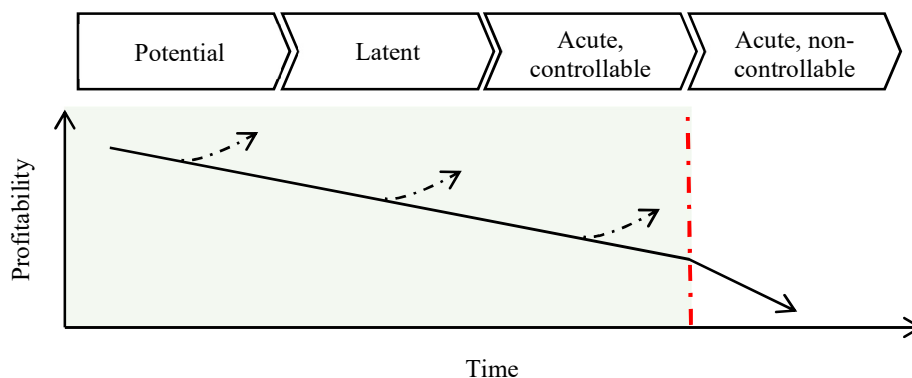 Potential
Latent
Acute,
controllable
Acute, non-
controllable
Profitability
Time